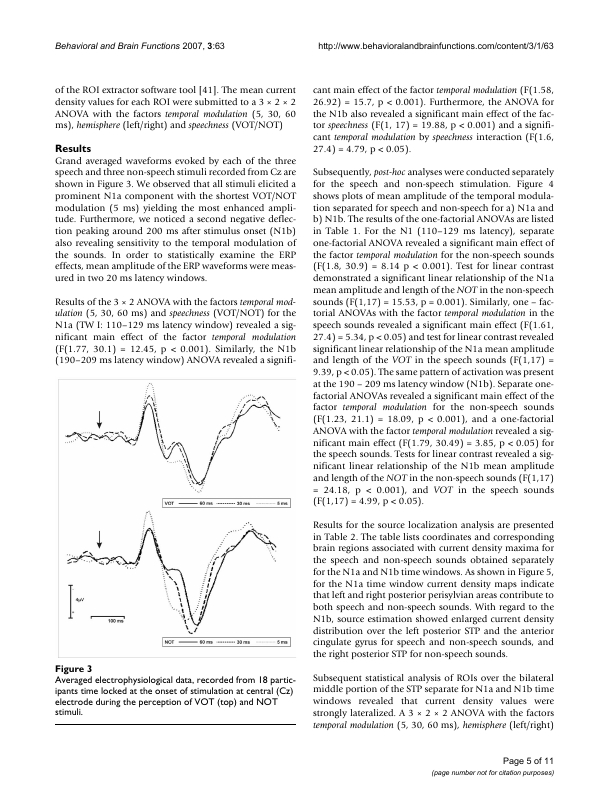 Behavioral and Brain Functions 2007, 3:63
http://www.behavioralandbrainfunctions.com/content/3/1/63
of the ROI extractor software tool [41]. The mean current
density values for each ROI were submitted to a 3 × 2 × 2
ANOVA with the factors temporal modulation (5, 30, 60
ms), hemisphere (left/right) and speechness (VOT/NOT)
Results
Grand averaged waveforms evoked by each of the three
speech and three non-speech stimuli recorded from Cz are
shown in Figure 3. We observed that all stimuli elicited a
prominent N1a component with the shortest VOT/NOT
modulation (5 ms) yielding the most enhanced ampli-
tude. Furthermore, we noticed a second negative deflec-
tion peaking around 200 ms after stimulus onset (N1b)
also revealing sensitivity to the temporal modulation of
the sounds. In order to statistically examine the ERP
effects, mean amplitude of the ERP waveforms were meas-
ured in two 20 ms latency windows.
Results of the 3 × 2 ANOVA with the factors temporal mod-
ulation (5, 30, 60 ms) and speechness (VOT/NOT) for the
N1a (TW I: 110–129 ms latency window) revealed a sig-
nificant main effect of the factor temporal modulation
(F(1.77, 30.1) = 12.45, p < 0.001). Similarly, the N1b
(190–209 ms latency window) ANOVA revealed a signifi-
VOT 60 ms 30 ms 5 ms
4µV
100 ms
NOT 60 ms 30 ms 5 ms
Figure 3
Averaged electrophysiological data, recorded from 18 partic-
ipants time locked at the onset of stimulation at central (Cz)
electrode during the perception of VOT (top) and NOT
stimuli.
cant main effect of the factor temporal modulation (F(1.58,
26.92) = 15.7, p < 0.001). Furthermore, the ANOVA for
the N1b also revealed a significant main effect of the fac-
tor speechness (F(1, 17) = 19.88, p < 0.001) and a signifi-
cant temporal modulation by speechness interaction (F(1.6,
27.4) = 4.79, p < 0.05).
Subsequently, post-hoc analyses were conducted separately
for the speech and non-speech stimulation. Figure 4
shows plots of mean amplitude of the temporal modula-
tion separated for speech and non-speech for a) N1a and
b) N1b. The results of the one-factorial ANOVAs are listed
in Table 1. For the N1 (110–129 ms latency), separate
one-factorial ANOVA revealed a significant main effect of
the factor temporal modulation for the non-speech sounds
(F(1.8, 30.9) = 8.14 p < 0.001). Test for linear contrast
demonstrated a significant linear relationship of the N1a
mean amplitude and length of the NOT in the non-speech
sounds (F(1,17) = 15.53, p = 0.001). Similarly, one – fac-
torial ANOVAs with the factor temporal modulation in the
speech sounds revealed a significant main effect (F(1.61,
27.4) = 5.34, p < 0.05) and test for linear contrast revealed
significant linear relationship of the N1a mean amplitude
and length of the VOT in the speech sounds (F(1,17) =
9.39, p < 0.05). The same pattern of activation was present
at the 190 – 209 ms latency window (N1b). Separate one-
factorial ANOVAs revealed a significant main effect of the
factor temporal modulation for the non-speech sounds
(F(1.23, 21.1) = 18.09, p < 0.001), and a one-factorial
ANOVA with the factor temporal modulation revealed a sig-
nificant main effect (F(1.79, 30.49) = 3.85, p < 0.05) for
the speech sounds. Tests for linear contrast revealed a sig-
nificant linear relationship of the N1b mean amplitude
and length of the NOT in the non-speech sounds (F(1,17)
= 24.18, p < 0.001), and VOT in the speech sounds
(F(1,17) = 4.99, p < 0.05).
Results for the source localization analysis are presented
in Table 2. The table lists coordinates and corresponding
brain regions associated with current density maxima for
the speech and non-speech sounds obtained separately
for the N1a and N1b time windows. As shown in Figure 5,
for the N1a time window current density maps indicate
that left and right posterior perisylvian areas contribute to
both speech and non-speech sounds. With regard to the
N1b, source estimation showed enlarged current density
distribution over the left posterior STP and the anterior
cingulate gyrus for speech and non-speech sounds, and
the right posterior STP for non-speech sounds.
Subsequent statistical analysis of ROIs over the bilateral
middle portion of the STP separate for N1a and N1b time
windows revealed that current density values were
strongly lateralized. A 3 × 2 × 2 ANOVA with the factors
temporal modulation (5, 30, 60 ms), hemisphere (left/right)
Page 5 of 11
(page number not for citation purposes)